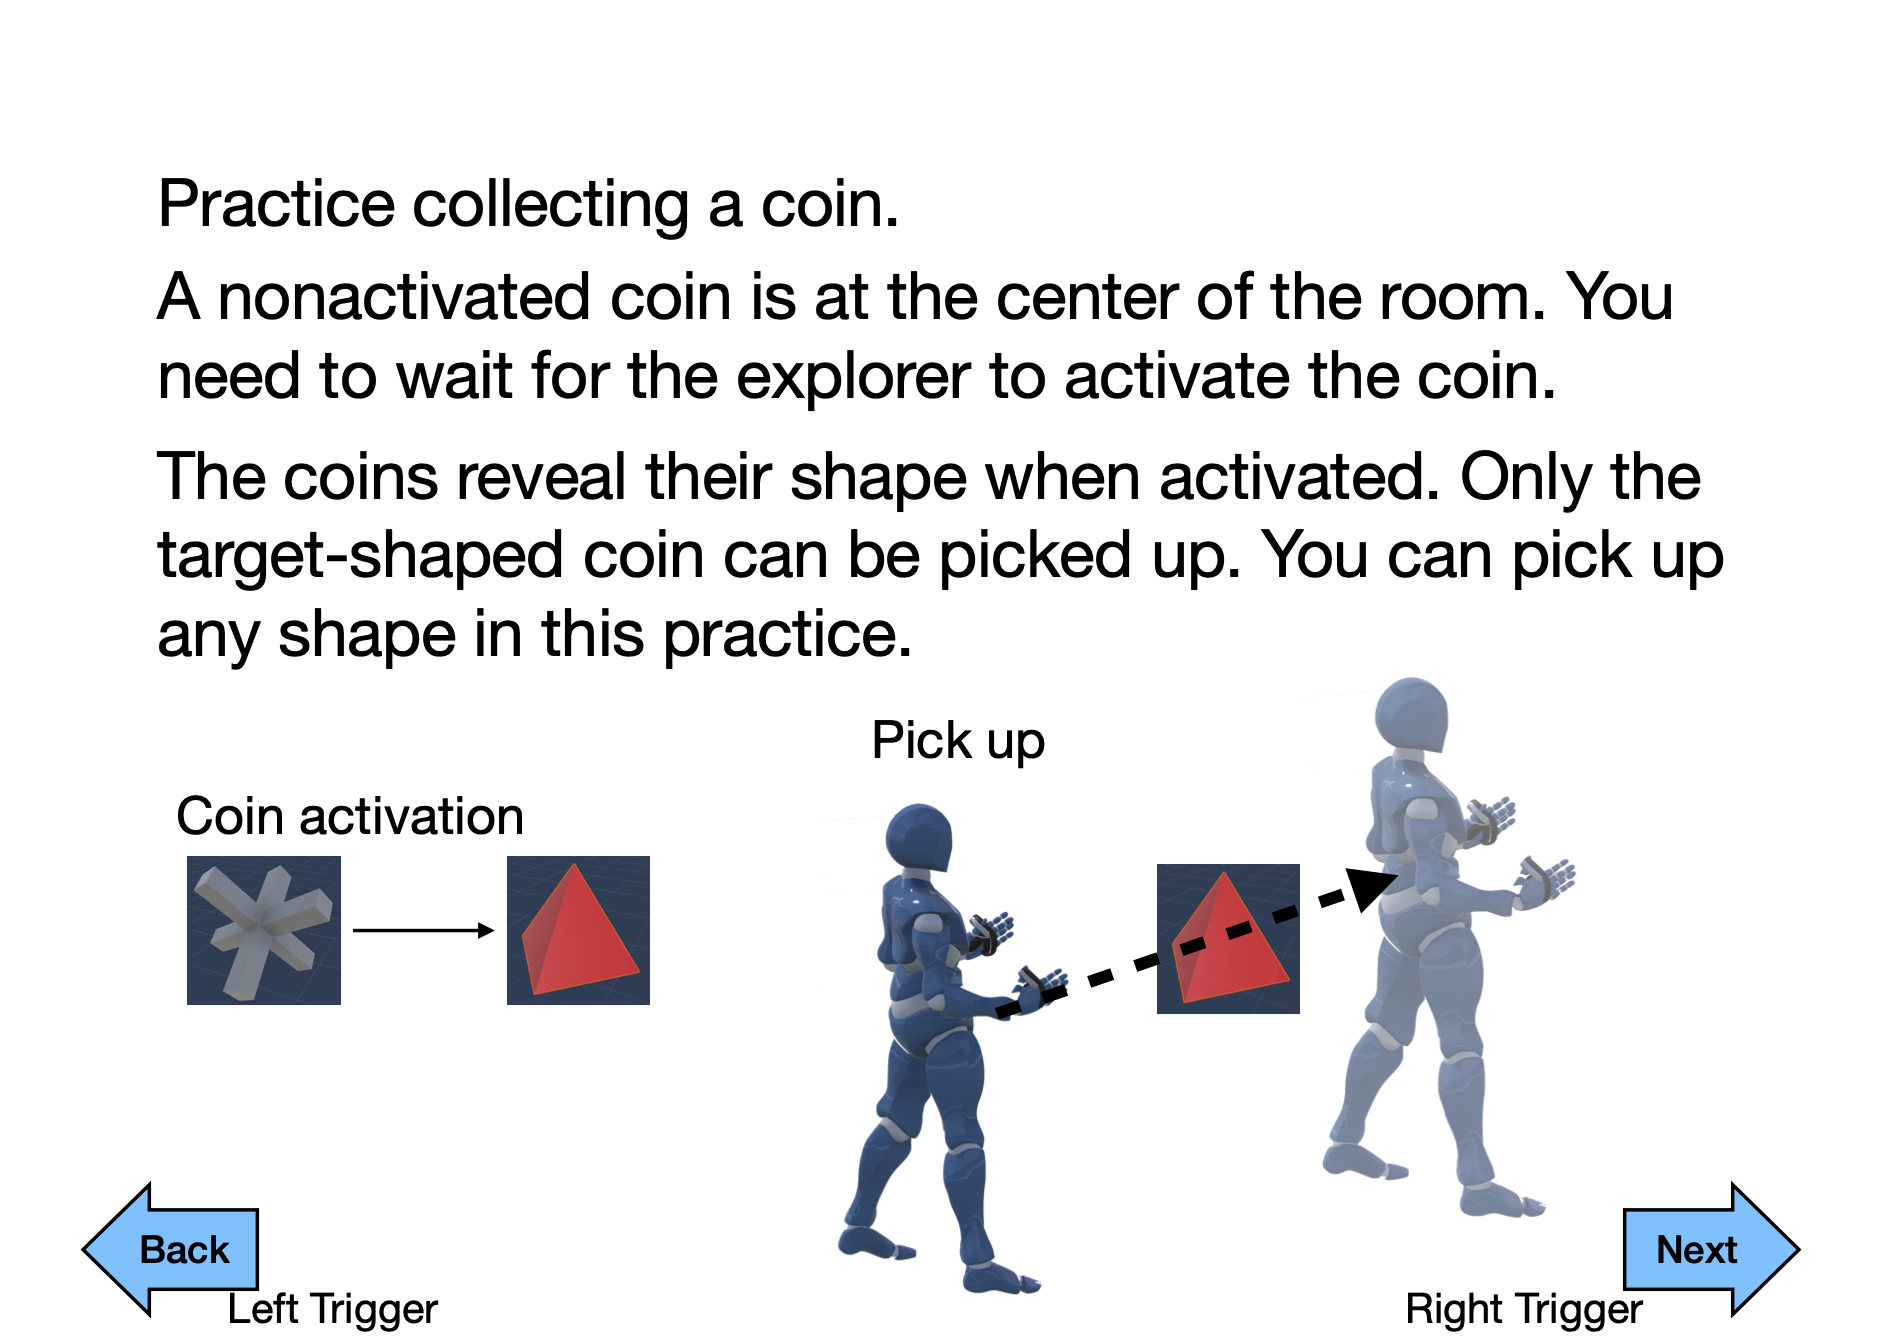 Practice collecting a coin.
A nonactivated coin is at the center of the room. You
need to wait for the explorer to activate the coin.
The coins reveal their shape when activated. Only the
target-shaped coin can be picked up. You can pick up
any shape in this practice.
Pick up
Coin activation
Back
Next
Left Trigger
Right Trigger